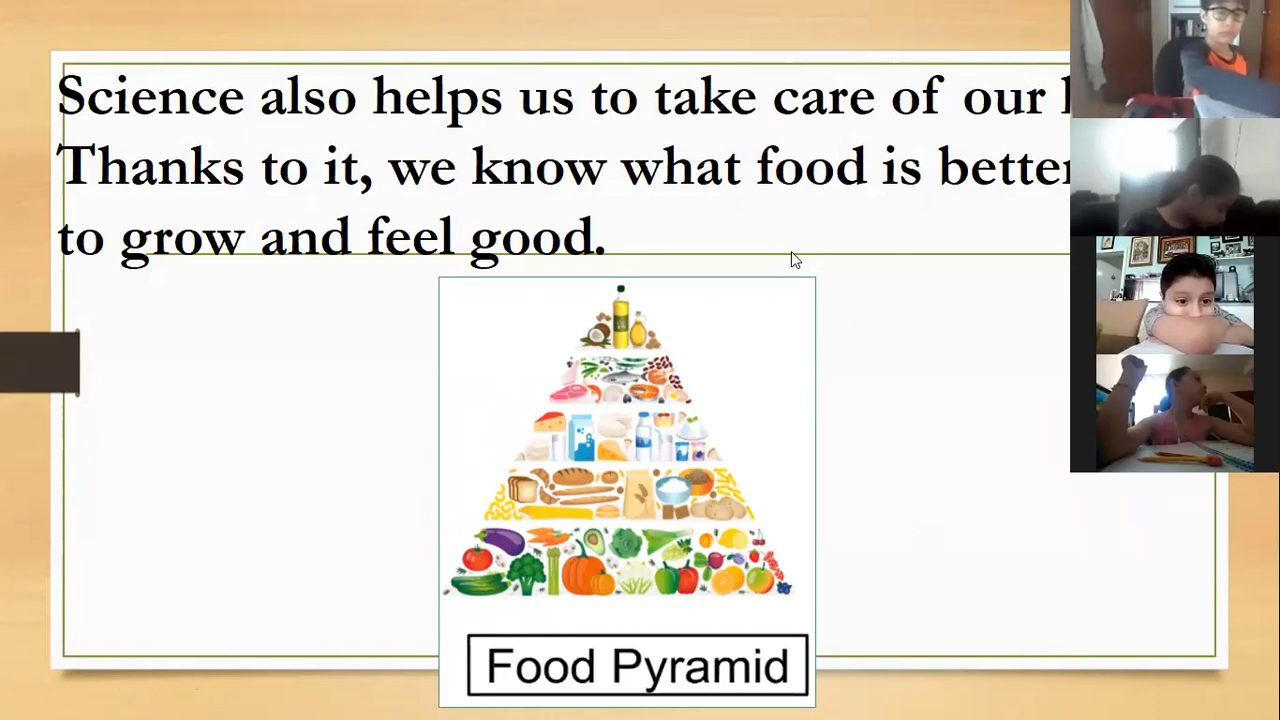 Science also helps us to take care of our
Thanks to it, we know what food is better
to grow and feel good.
Food Pyramid